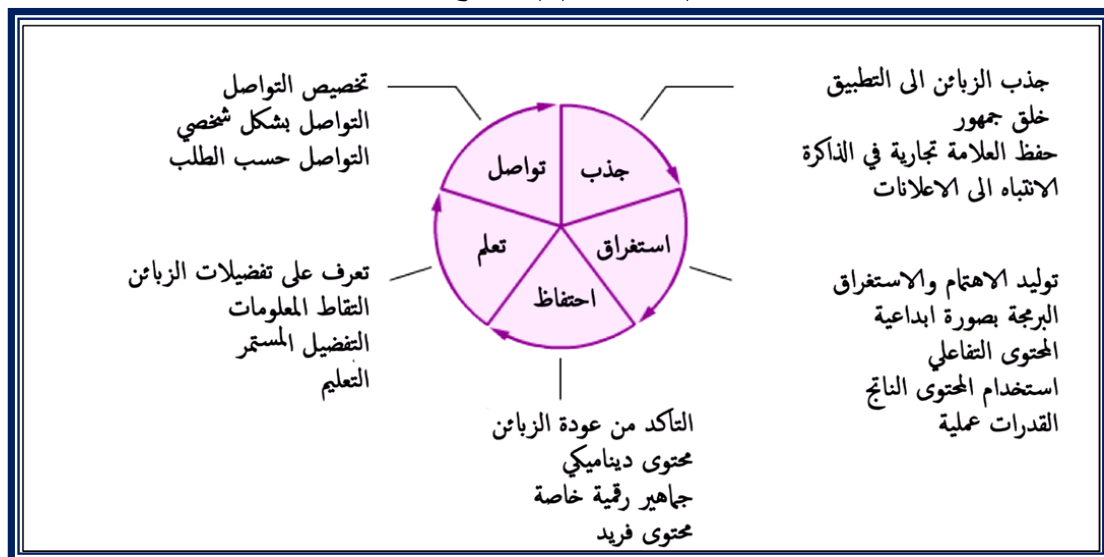 جذب الزبائن الى التطبيق
خلق جمهور
حفظ العلامة تجارية في الذاكرة
الانتباه الى الاعلانات
تخصيص التواصل
التواصل بشكل شخصي
التواصل حسب الطلب
تواصل
جذب
تعلم
استغراق
احتفاظ
توليد الاهتمام والاستغراق
البرمجة بصورة ابداعية
المحتوى التفاعلي
استخدام المحتوى الناتج
القدرات عملية
تعرف على تفضيلات الزبائن
التقاط المعلومات
التفضيل المستمر
التعليم
التاكد من عودة الزبائن
محتوى ديناميكي
جماهير رقمية خاصة
محتوى فريد